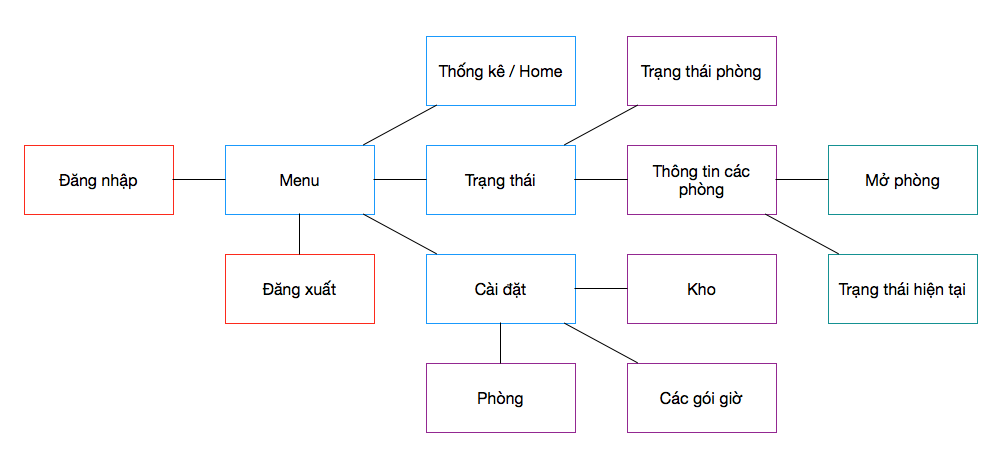 Thống kê / Home
Trạng thái phòng
Đăng nhập
Menu
Trạng thái
Thông tin các
phòng
Mở phòng
Đăng xuất
Cài đặt
Kho
Trạng thái hiện tại
Phòng
Các gói giờ